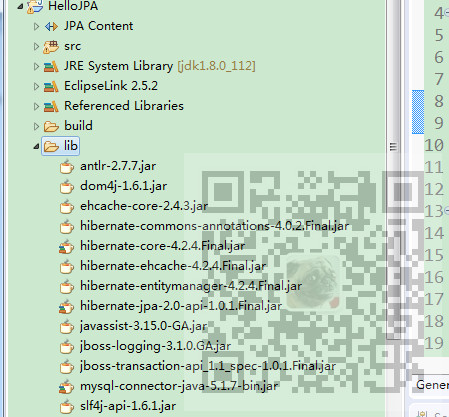 HelloJPA
JPA Content
src
JRE System Library [jdk1.8.0_112]
EclipseLink 2.5.2
Referenced Libraries
build
lib
antlr-2.7.7.jar
dom4j-1.6.1.jar
ehcache-core-2.4.3.jar
hibernate-commons-annotations-4.0.2.Final.jar
hibernate-core-4.2.4.Final.jar
hibernate-ehcache-4.2.4.Final.jar
hibernate-entitymanager-4.2.4.Final.jar
hibernate-jpa-2.0-api-1.0.1.Final.jar
javassist-3.15.0-GA.jar
jboss-logging-3.1.0.GA.jar
jboss-transaction-api_1.1_spec-1.0.1.Final.jar
mysql-connector-java-5.1.7-bin.jar
slf4j-api-1.6.1.jar
4
5
6
7
8
9
10
11
12
13
14
15
16
17
18
19
Gener